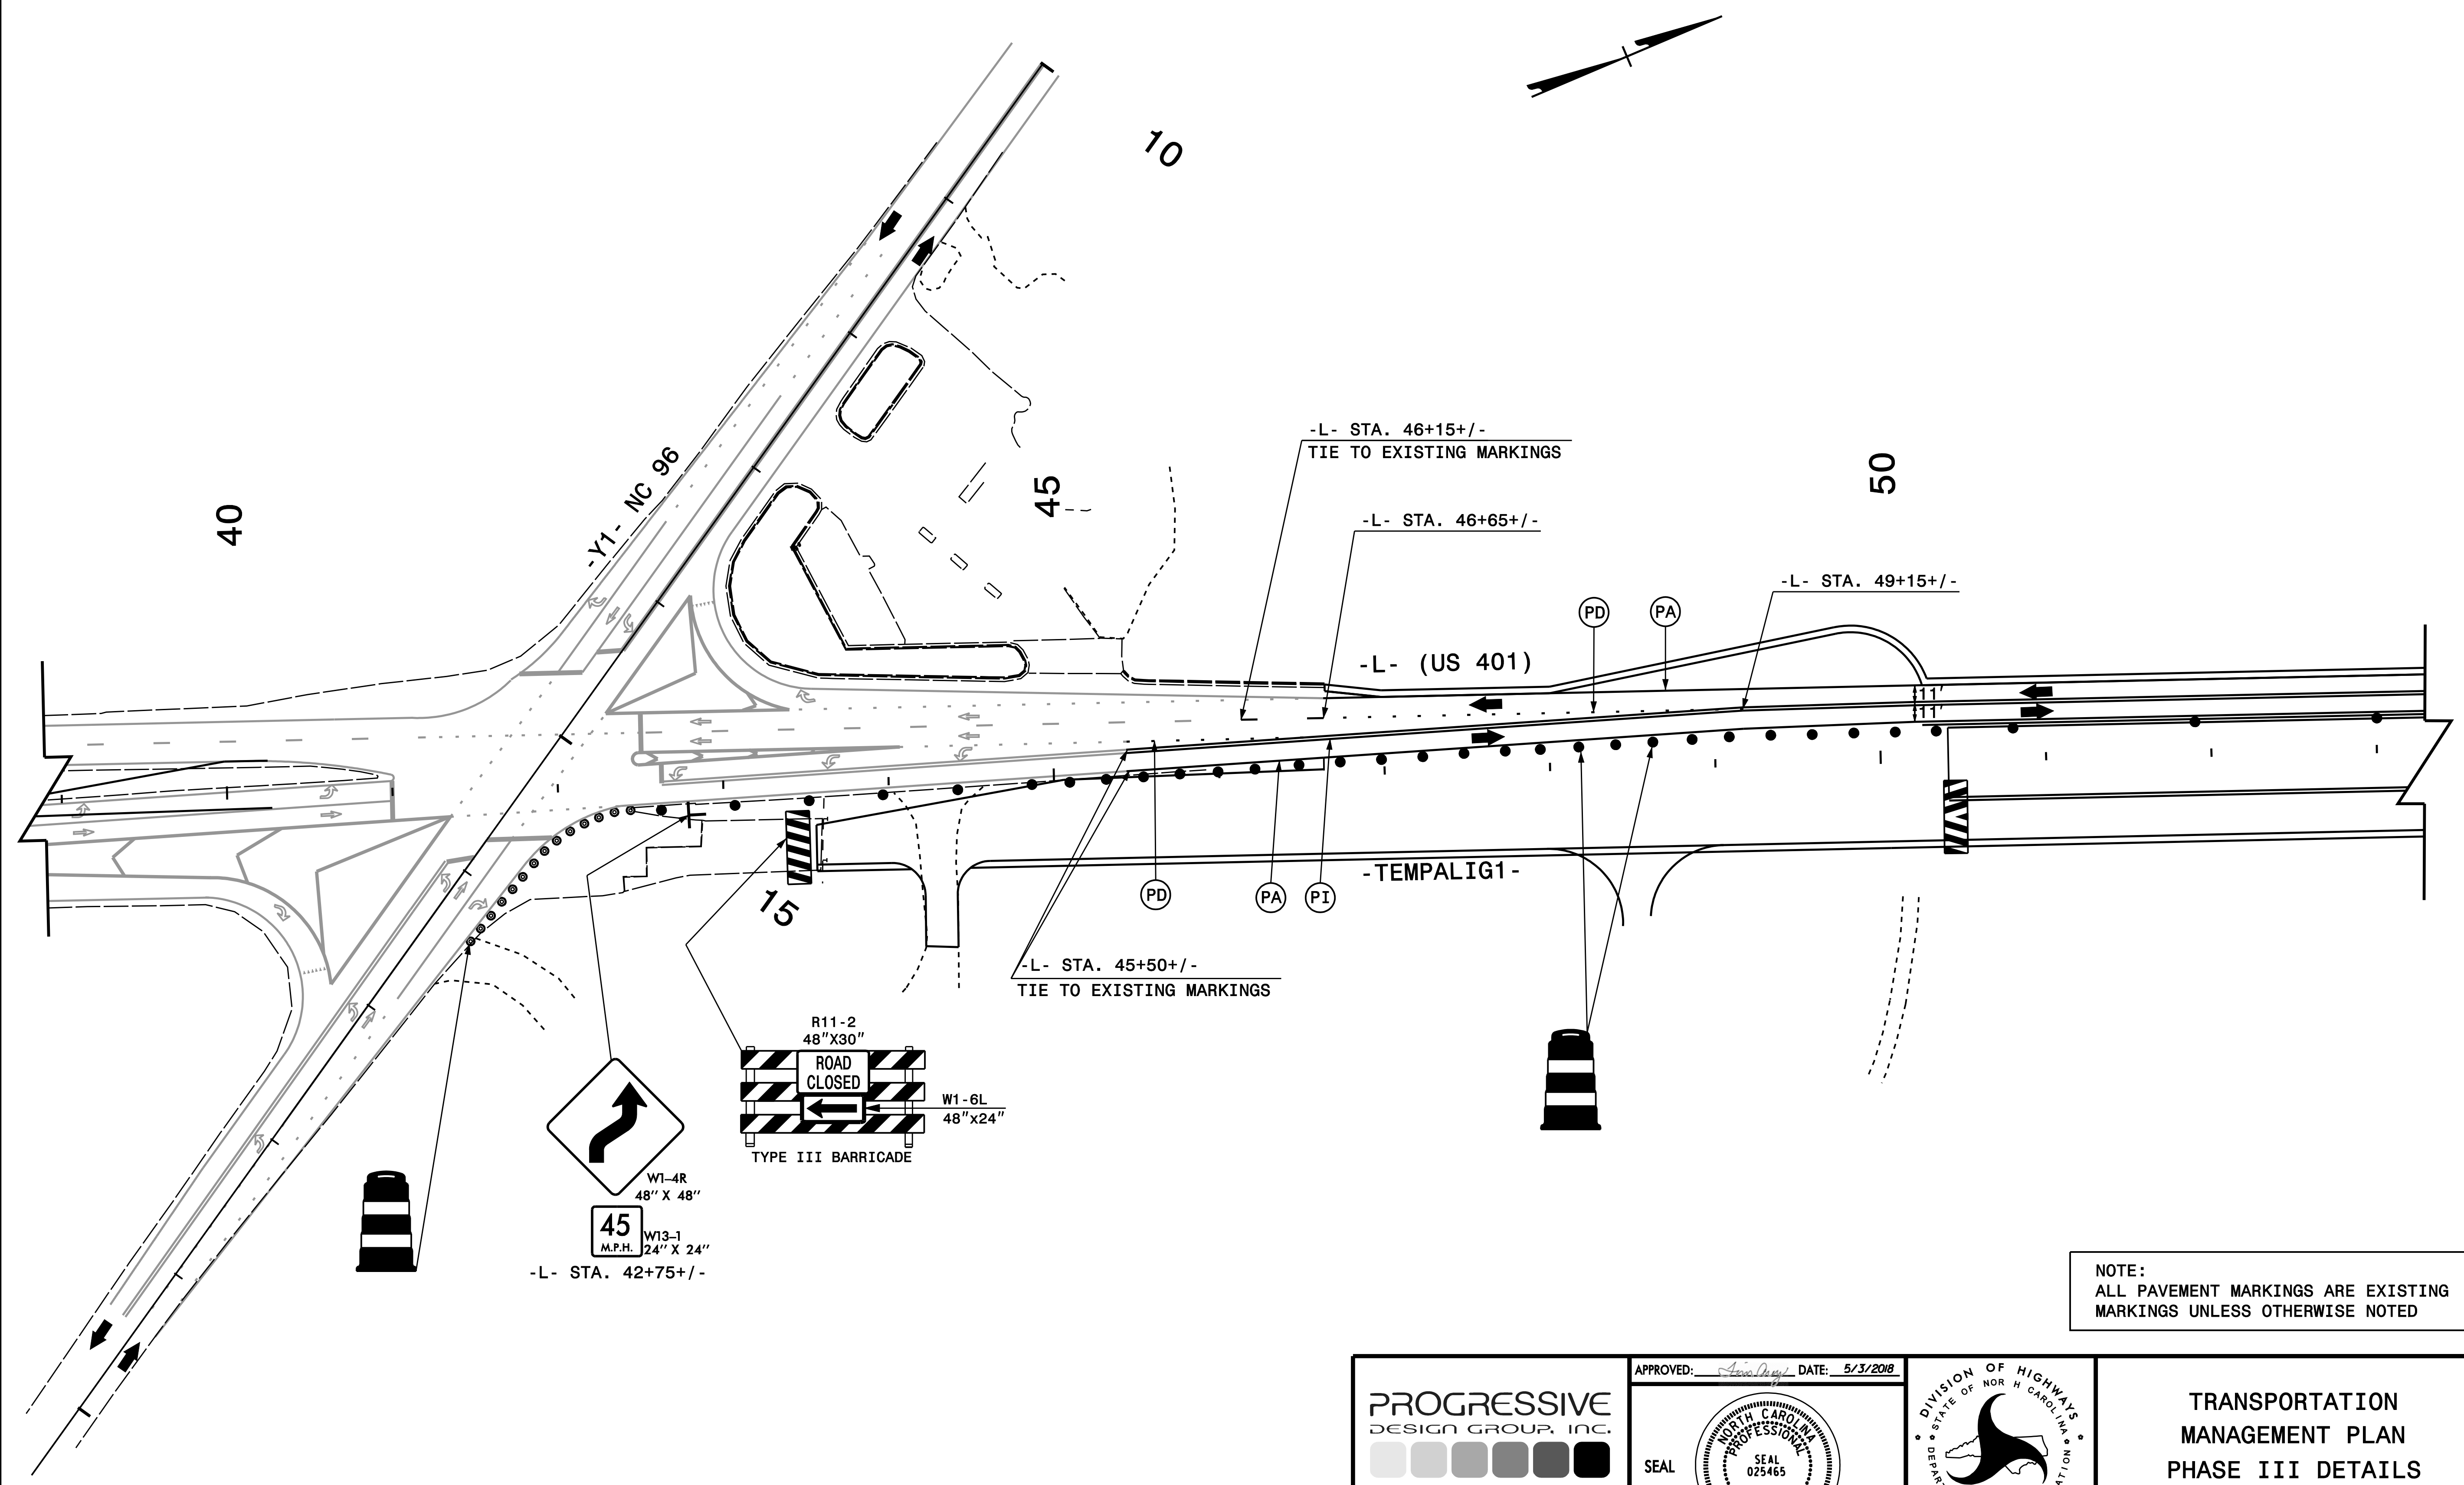 10
-L- STA. 46+15+/-
TIE TO EXISTING MARKINGS
-L- STA. 46+65+/-
-Y1- NC 96
40
45
50
-L- STA. 49+15+/-
PD
PA
-L- (US 401)
11'
11'
-TEMPALIG1-
PD
PA
PI
15
-L- STA. 45+50+/-
TIE TO EXISTING MARKINGS
R11-2
48"X30"
ROAD
CLOSED
W1-6L
48"x24"
TYPE III BARRICADE
W1-4R
48" X 48"
45
M.P.H.
W13-1
24" X 24"
-L- STA. 42+75+/-
NOTE:
ALL PAVEMENT MARKINGS ARE EXISTING
MARKINGS UNLESS OTHERWISE NOTED
PROGRESSIVE
DESIGN GROUP, INC.
APPROVED: DATE: 5/3/2018
SEAL
NORTH CAROLINA
PROFESSIONAL
SEAL
025465
DIVISION OF HIGHWAYS
STATE OF NOR H CAROLINA
TRANSPORTATION
MANAGEMENT PLAN
PHASE III DETAILS